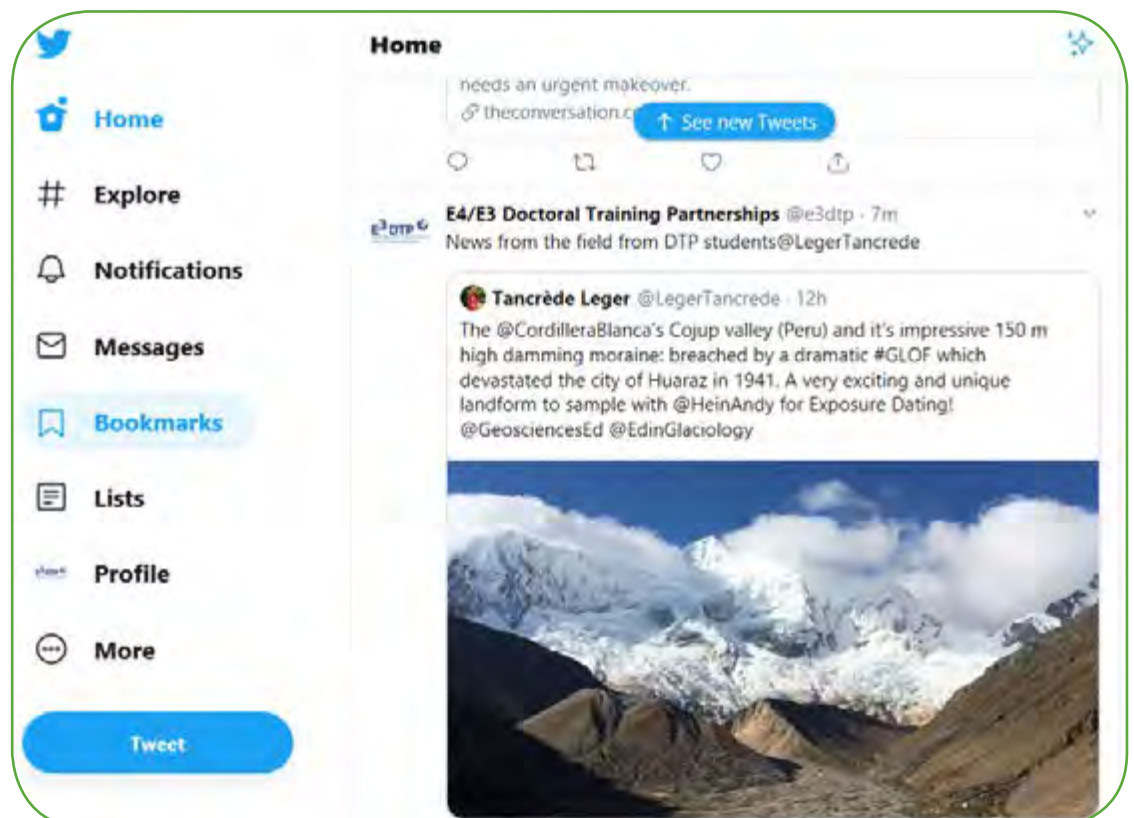 Home
Explore
Notifications
Messages
Bookmarks
Lists
Profile
More
Tweet
Home
needs an urgent makeover.
theconversation.c
↑ See new Tweets
E³ DTP
E4/E3 Doctoral Training Partnerships @e3dtp · 7m
News from the field from DTP students@LegerTancrede
Tancrède Leger @LegerTancrede · 12h
The @CordilleraBlanca's Cojup valley (Peru) and it's impressive 150 m
high damming moraine: breached by a dramatic #GLOF which
devastated the city of Huaraz in 1941. A very exciting and unique
landform to sample with @HeinAndy for Exposure Dating!
@GeosciencesEd @EdinGlaciology